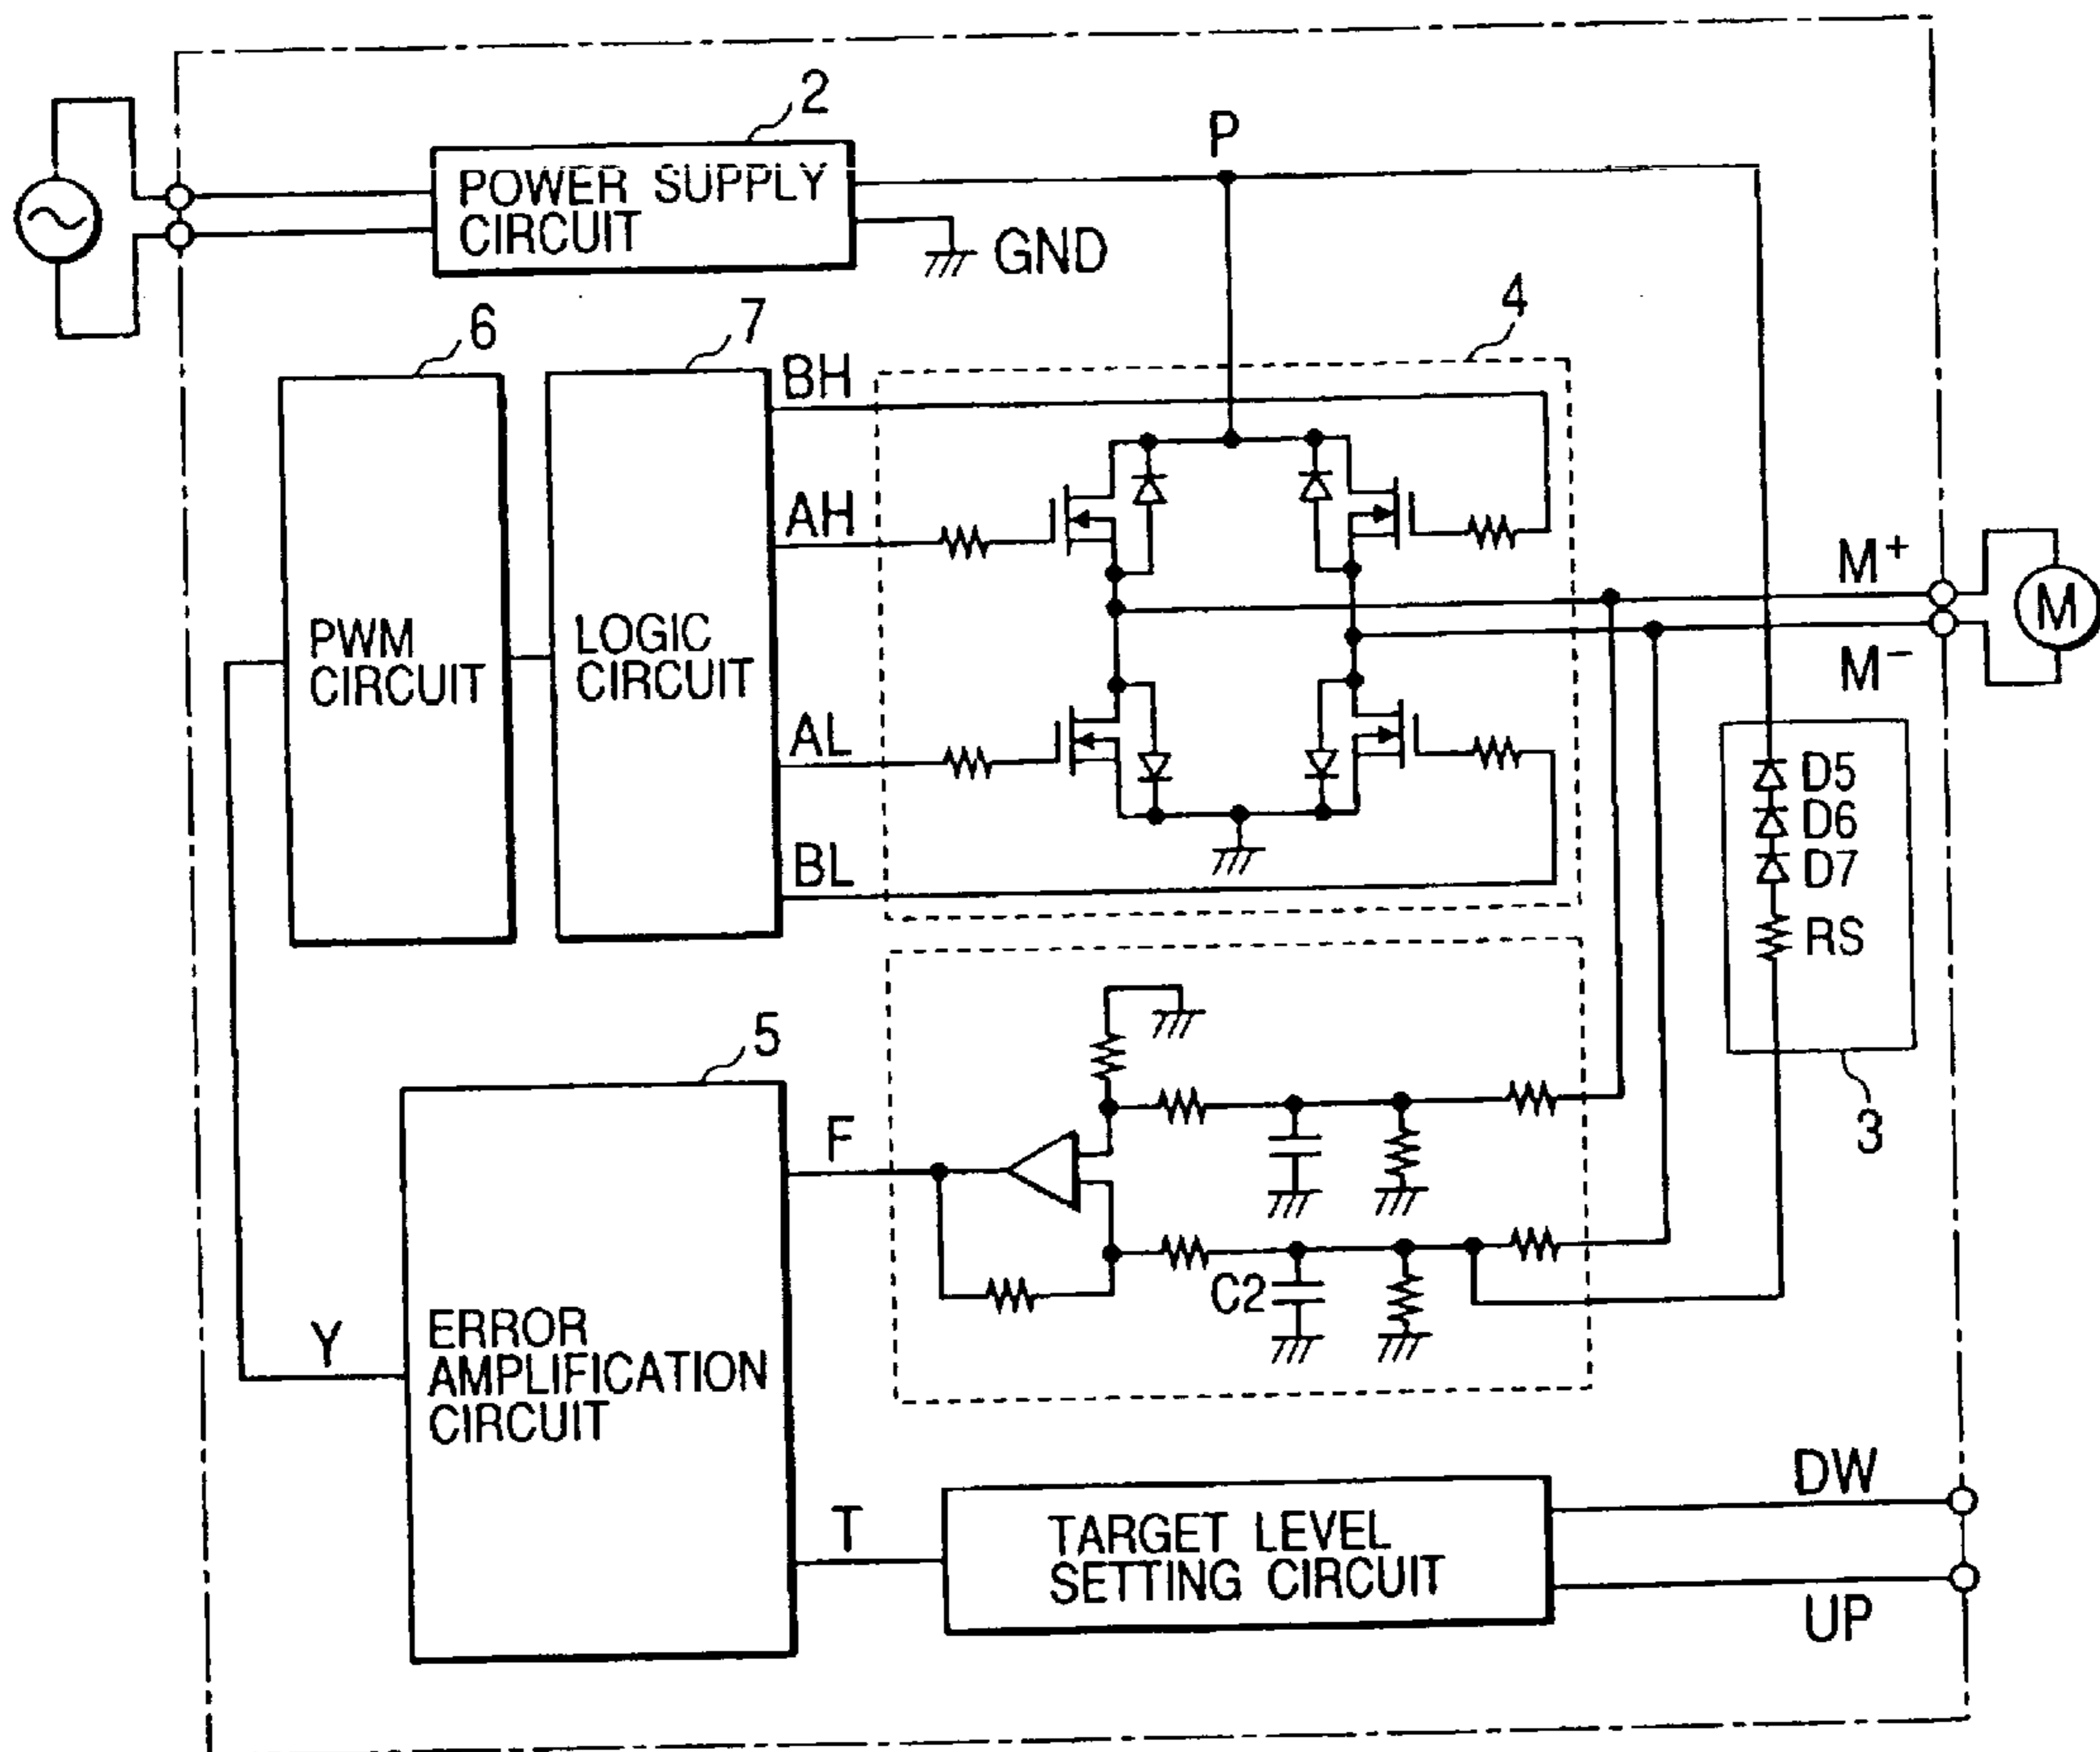 2
P
POWER SUPPLY
CIRCUIT
GND
6
7
4
BH
AH
M+
M
M−
PWM
CIRCUIT
LOGIC
CIRCUIT
AL
D5
D6
D7
BL
RS
5
3
F
C2
Y
ERROR
AMPLIFICATION
CIRCUIT
DW
T
TARGET LEVEL
SETTING CIRCUIT
UP